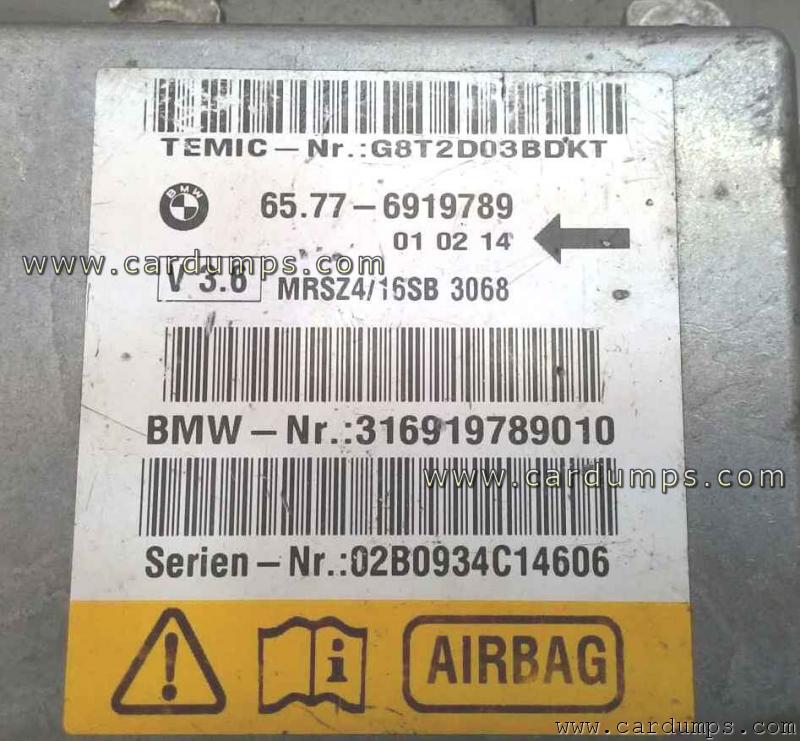 TEMIC – Nr.:G8T2D03BDKT
BMW
65.77 – 6919789
01 02 14
www.cardumps.com
V 3.6
MRSZ4/16SB 3068
BMW – Nr.:316919789010
www.cardumps.com
Serien – Nr.:02B0934C14606
! i AIRBAG
www.cardumps.com